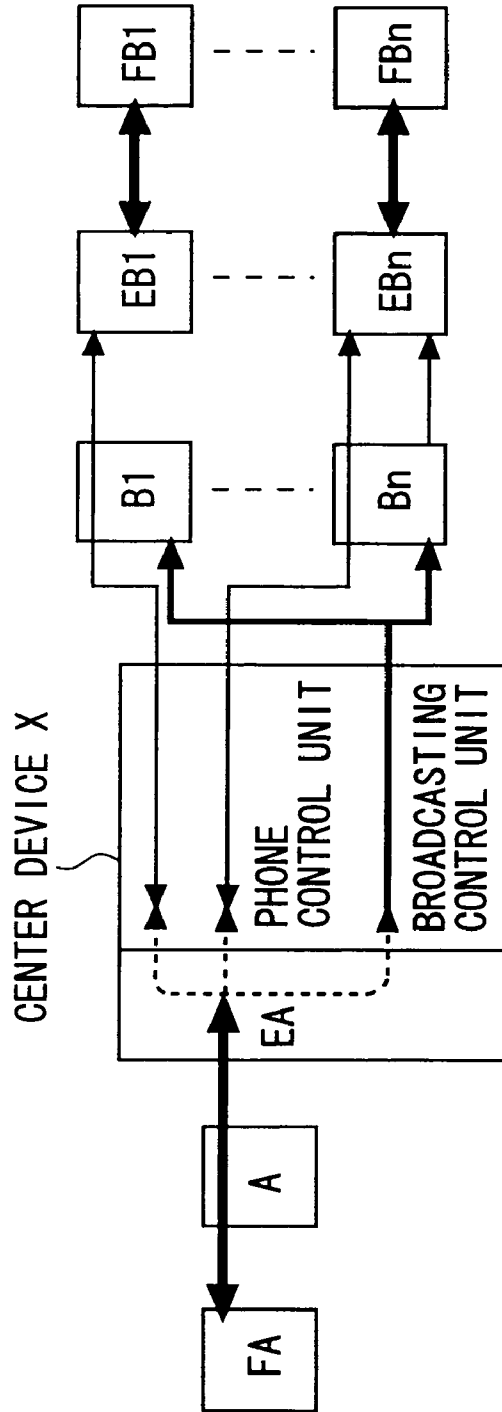 CENTER DEVICE X
FA
A
EA
PHONE
CONTROL UNIT
BROADCASTING
CONTROL UNIT
B1
Bn
EB1
EBn
FB1
FBn